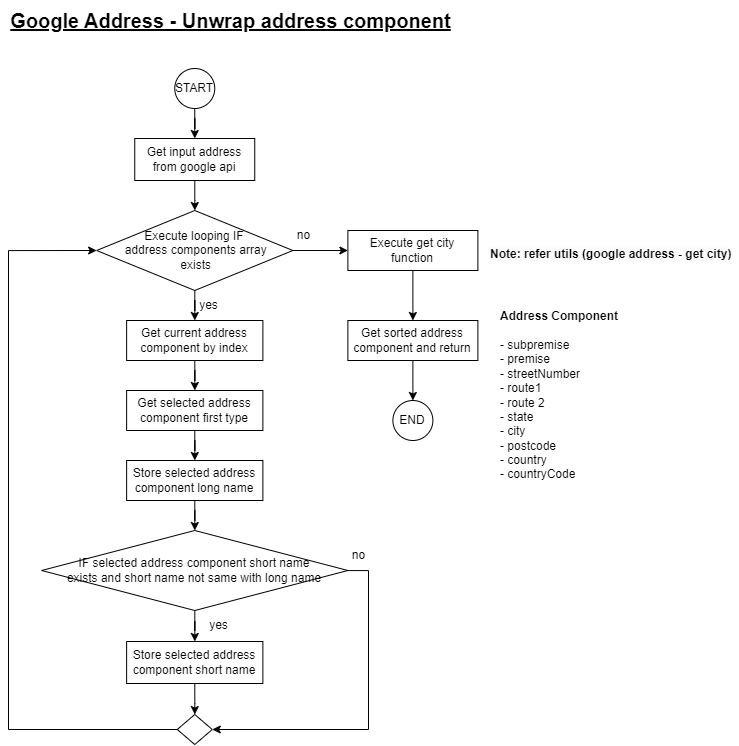 Google Address - Unwrap address component
START
Get input address
from google api
Execute looping IF
address components array
exists
no
yes
Execute get city
function
Note: refer utils (google address - get city)
Get current address
component by index
Get sorted address
component and return
Address Component
- subpremise
- premise
- streetNumber
- route1
- route 2
- state
- city
- postcode
- country
- countryCode
Get selected address
component first type
END
Store selected address
component long name
IF selected address component short name
exists and short name not same with long name
no
yes
Store selected address
component short name